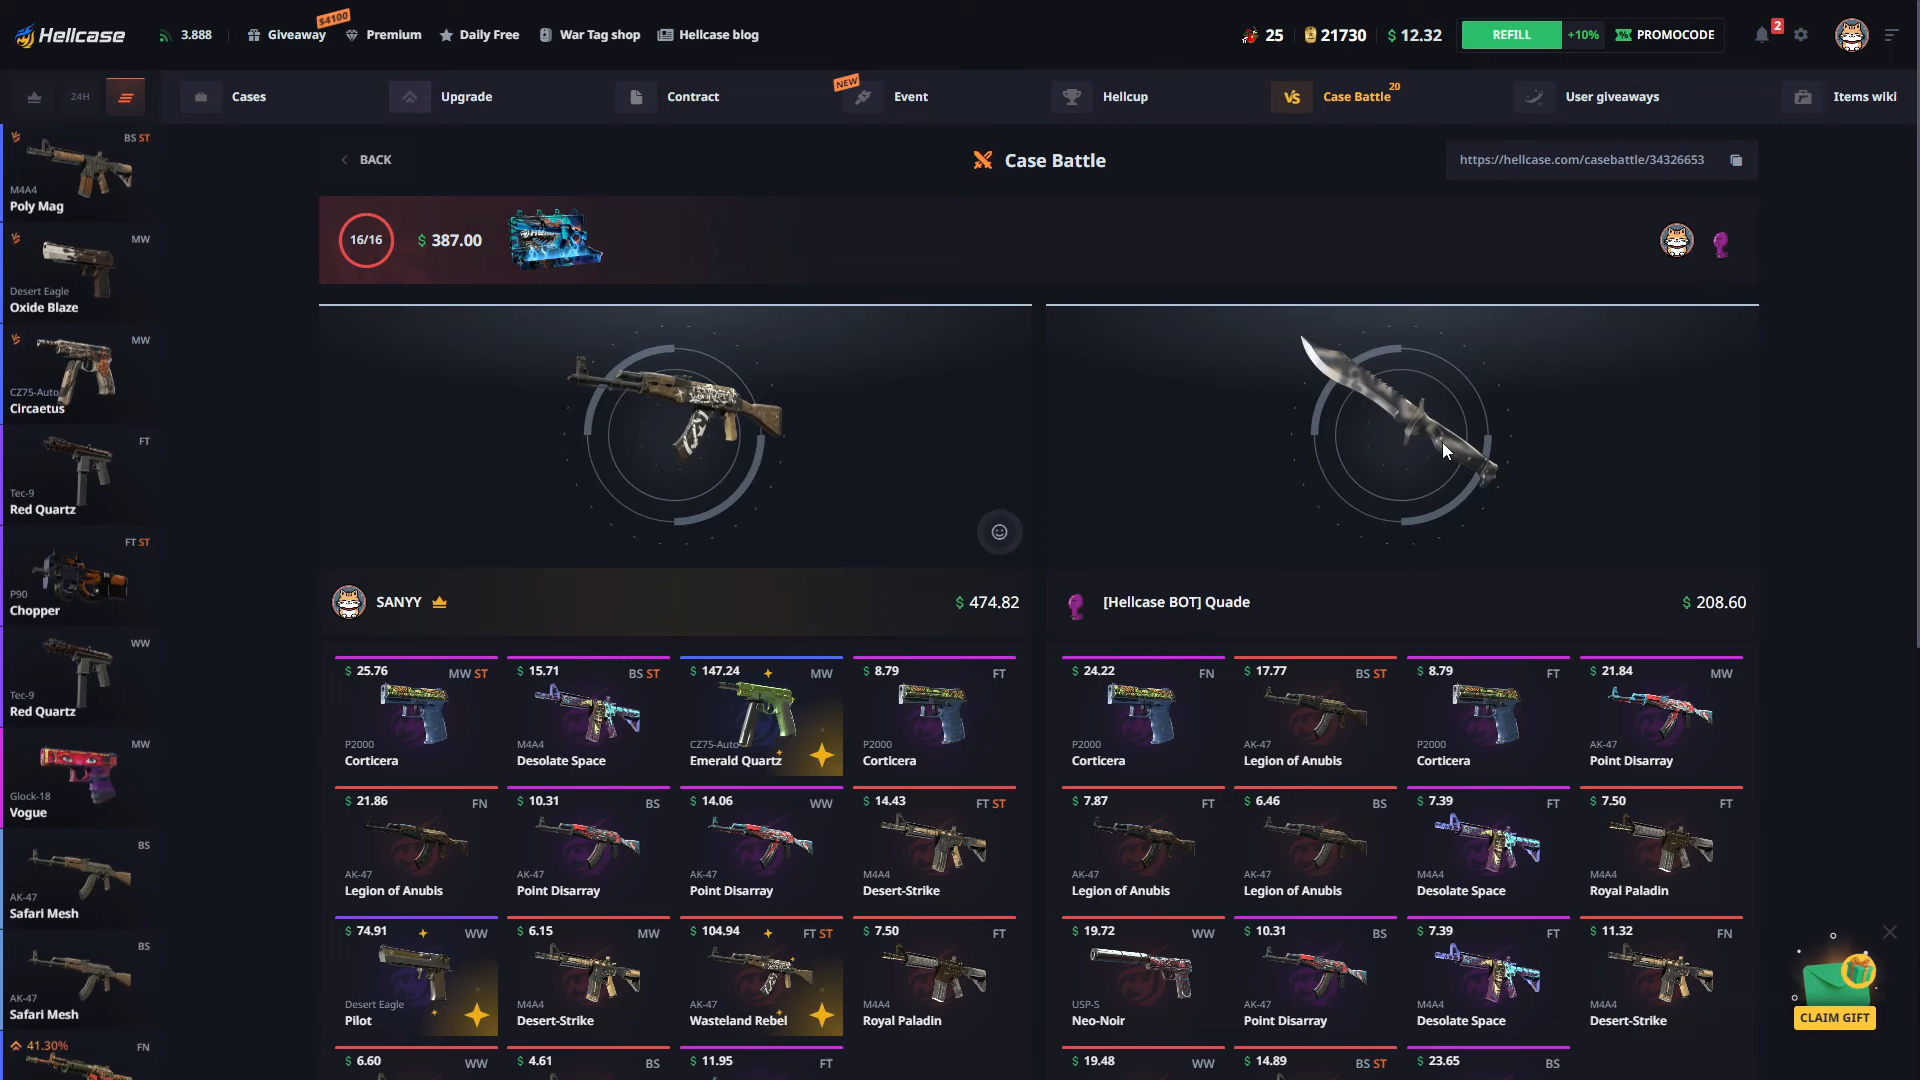 Hellcase
3.888
Giveaway
$4100
Premium
Daily Free
War Tag shop
Hellcase blog
25
21730
$ 12.32
REFILL
+10%
PROMOCODE
2
24H
Cases
Upgrade
Contract
NEW
Event
Hellcup
VS
Case Battle
20
User giveaways
Items wiki
BS ST
M4A4
Poly Mag
MW
Desert Eagle
Oxide Blaze
MW
CZ75-Auto
Circaetus
FT
Tec-9
Red Quartz
FT ST
P90
Chopper
WW
Tec-9
Red Quartz
MW
Glock-18
Vogue
BS
AK-47
Safari Mesh
BS
AK-47
Safari Mesh
41.30%
FN
BACK
Case Battle
https://hellcase.com/casebattle/34326653
16/16
$ 387.00
SANYY
$ 474.82
[Hellcase BOT] Quade
$ 208.60
$ 25.76 MW ST
P2000
Corticera
$ 15.71 BS ST
M4A4
Desolate Space
$ 147.24 MW
CZ75-Auto
Emerald Quartz
$ 8.79 FT
P2000
Corticera
$ 21.86 FN
AK-47
Legion of Anubis
$ 10.31 BS
AK-47
Point Disarray
$ 14.06 WW
AK-47
Point Disarray
$ 14.43 FT ST
M4A4
Desert-Strike
$ 74.91 WW
Desert Eagle
Pilot
$ 6.15 MW
M4A4
Desert-Strike
$ 104.94 FT ST
AK-47
Wasteland Rebel
$ 7.50 FT
M4A4
Royal Paladin
$ 6.60 WW
$ 4.61 BS
$ 11.95 FT
$ 24.22 FN
P2000
Corticera
$ 17.77 BS ST
AK-47
Legion of Anubis
$ 8.79 FT
P2000
Corticera
$ 21.84 MW
AK-47
Point Disarray
$ 7.87 FT
AK-47
Legion of Anubis
$ 6.46 BS
AK-47
Legion of Anubis
$ 7.39 FT
M4A4
Desolate Space
$ 7.50 FT
M4A4
Royal Paladin
$ 19.72 WW
USP-S
Neo-Noir
$ 10.31 BS
AK-47
Point Disarray
$ 7.39 FT
M4A4
Desolate Space
$ 11.32 FN
M4A4
Desert-Strike
$ 19.48 WW
$ 14.89 BS ST
$ 23.65 BS
CLAIM GIFT